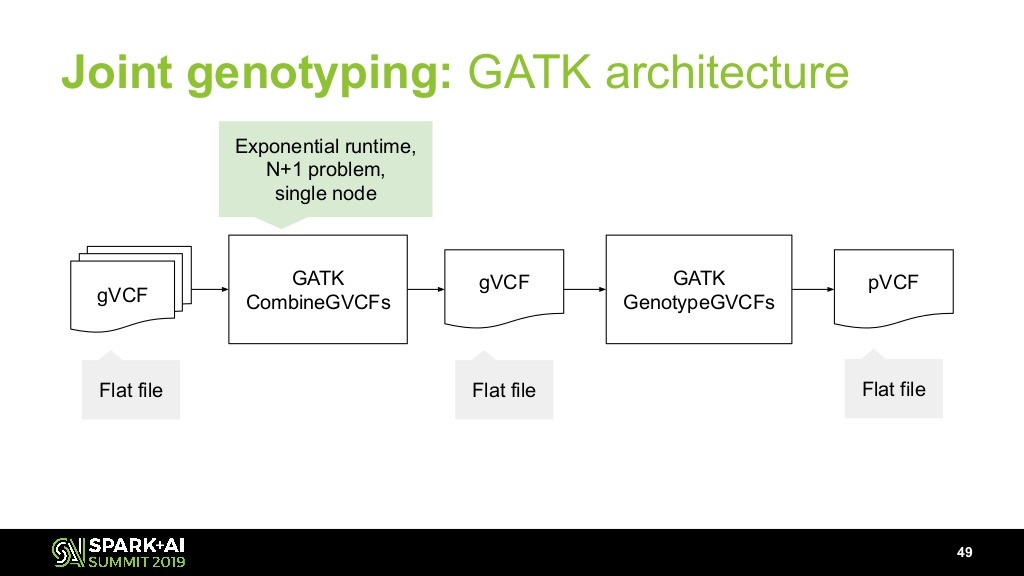 Joint genotyping: GATK architecture
Exponential runtime,
N+1 problem,
single node
gVCF
GATK
CombineGVCFs
gVCF
GATK
GenotypeGVCFs
pVCF
Flat file
Flat file
Flat file
SPARK+AI
SUMMIT 2019
49